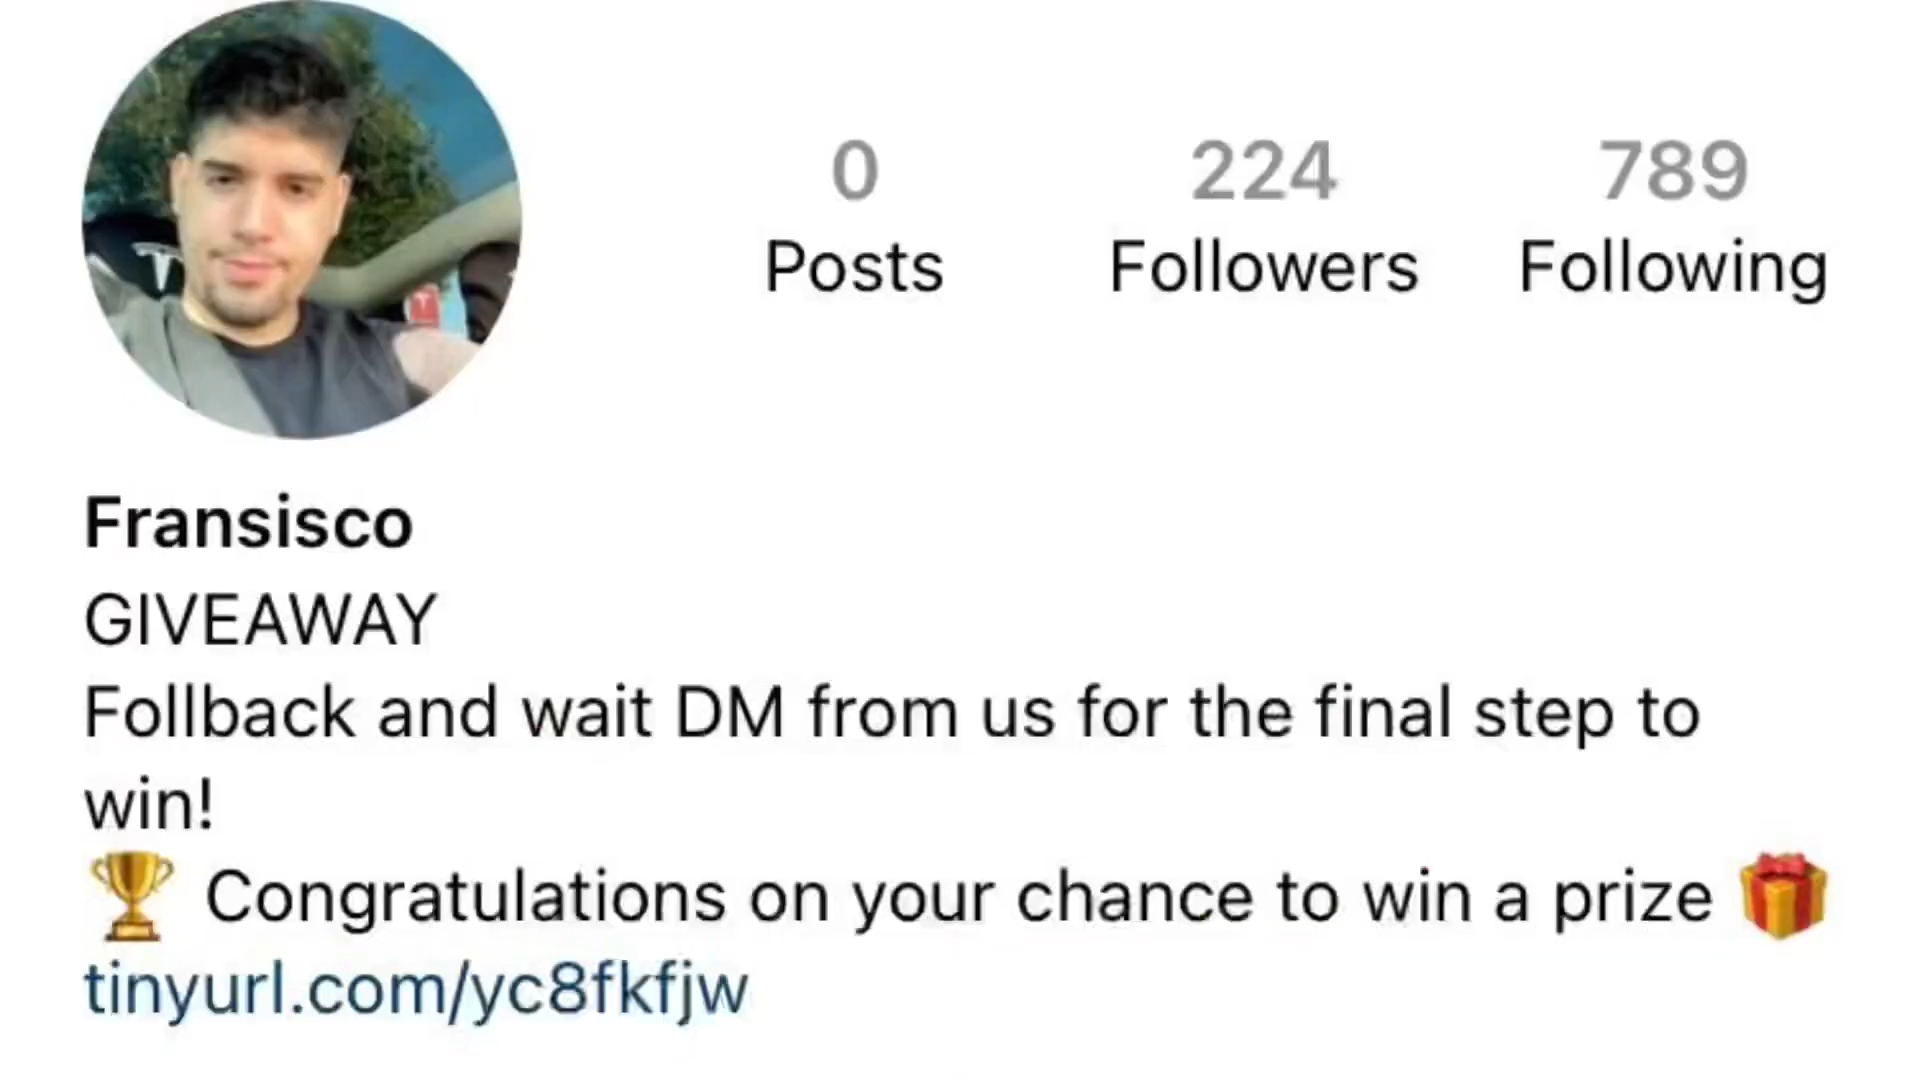 0 224 789
Posts Followers Following
Fransisco
GIVEAWAY
Follback and wait DM from us for the final step to
win!
🏆 Congratulations on your chance to win a prize 🎁
tinyurl.com/yc8fkfjw